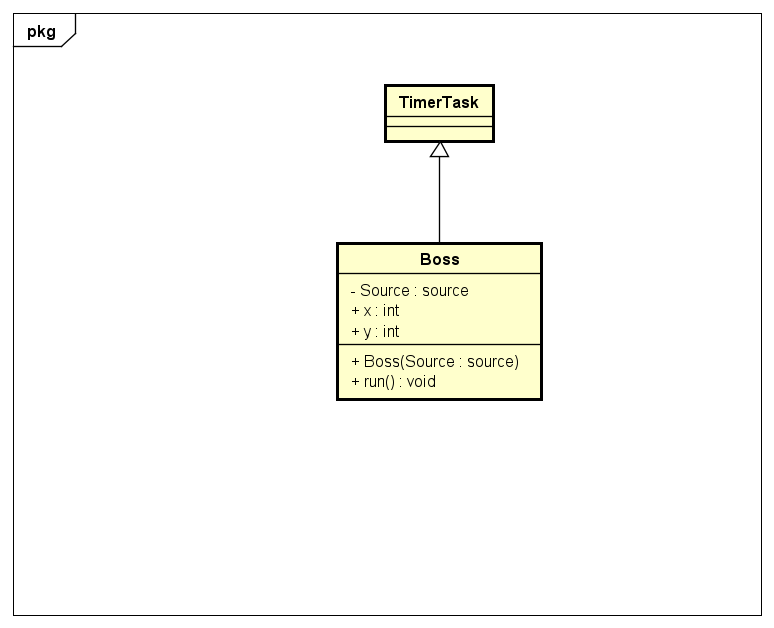 pkg
TimerTask
Boss
- Source : source
+ x : int
+ y : int
+ Boss(Source : source)
+ run() : void